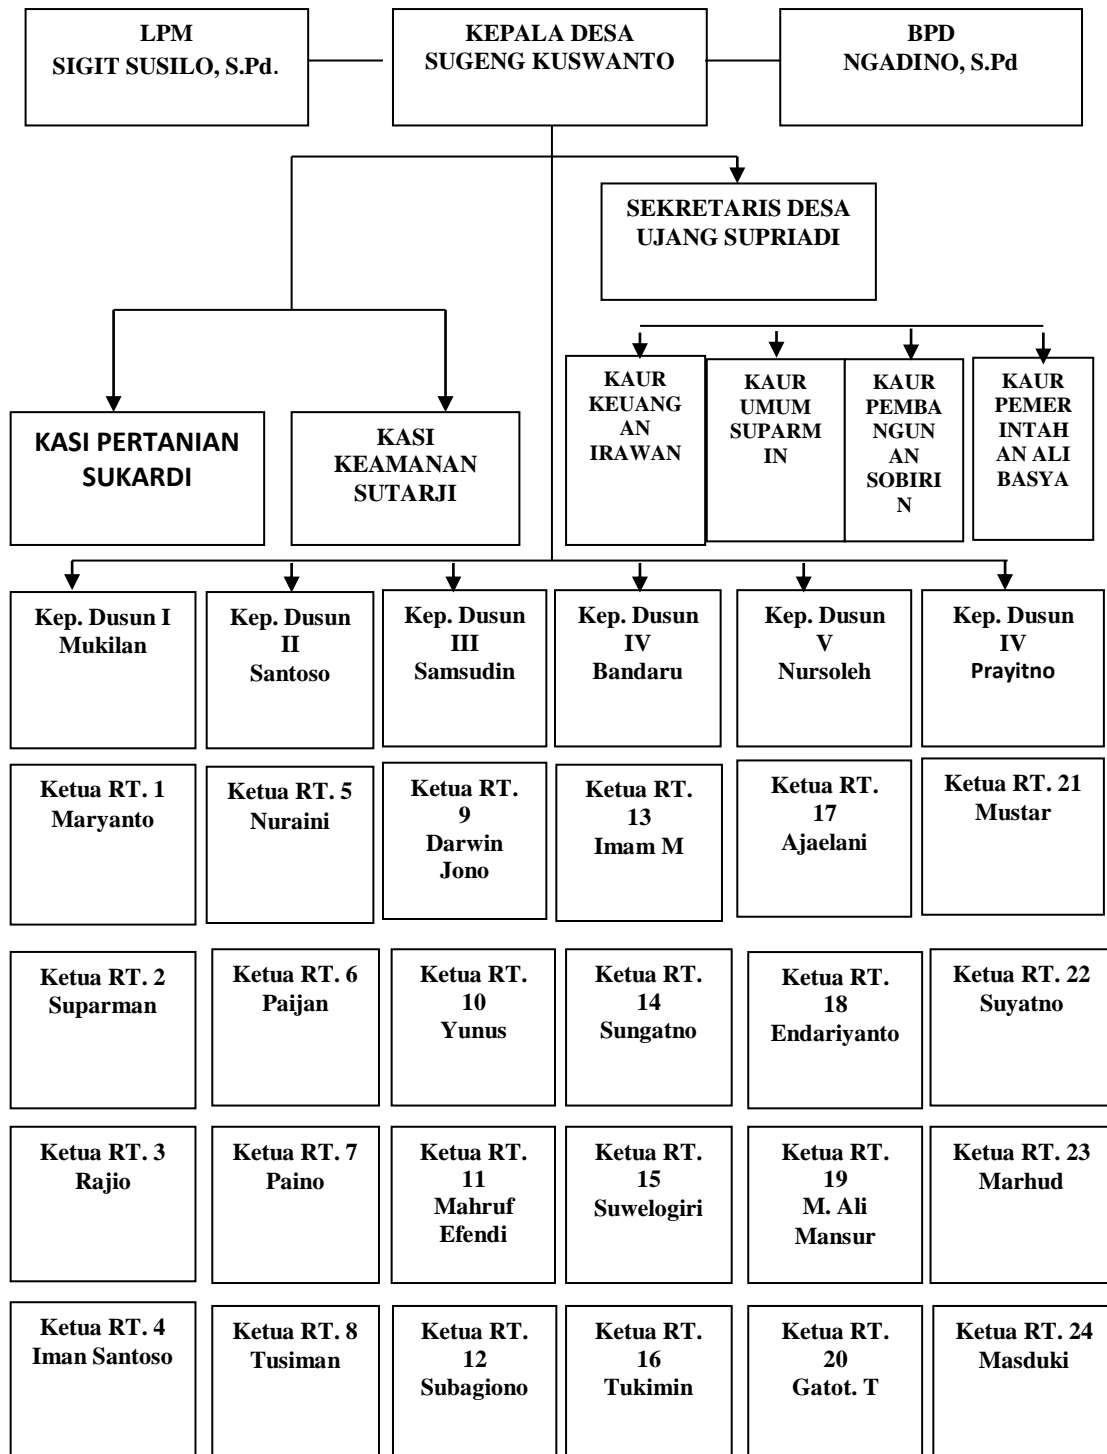 LPM
SIGIT SUSILO, S.Pd.
KEPALA DESA
SUGENG KUSWANTO
BPD
NGADINO, S.Pd
SEKRETARIS DESA
UJANG SUPRIADI
KASI PERTANIAN
SUKARDI
KASI
KEAMANAN
SUTARJI
KAUR
KEUANG
AN
IRAWAN
KAUR
UMUM
SUPARM
IN
KAUR
PEMBA
NGUN
AN
SOBIRI
N
KAUR
PEMER
INTAH
AN ALI
BASYA
Kep. Dusun I
Mukilan
Kep. Dusun
II
Santoso
Kep. Dusun
III
Samsudin
Kep. Dusun
IV
Bandaru
Kep. Dusun
V
Nursoleh
Kep. Dusun
IV
Prayitno
Ketua RT. 1
Maryanto
Ketua RT. 5
Nuraini
Ketua RT.
9
Darwin
Jono
Ketua RT.
13
Imam M
Ketua RT.
17
Ajaelani
Ketua RT. 21
Mustar
Ketua RT. 2
Suparman
Ketua RT. 6
Paijan
Ketua RT.
10
Yunus
Ketua RT.
14
Sungatno
Ketua RT.
18
Endariyanto
Ketua RT. 22
Suyatno
Ketua RT. 3
Rajio
Ketua RT. 7
Paino
Ketua RT.
11
Mahruf
Efendi
Ketua RT.
15
Suwelogiri
Ketua RT.
19
M. Ali
Mansur
Ketua RT. 23
Marhud
Ketua RT. 4
Iman Santoso
Ketua RT. 8
Tusiman
Ketua RT.
12
Subagiono
Ketua RT.
16
Tukimin
Ketua RT.
20
Gatot. T
Ketua RT. 24
Masduki